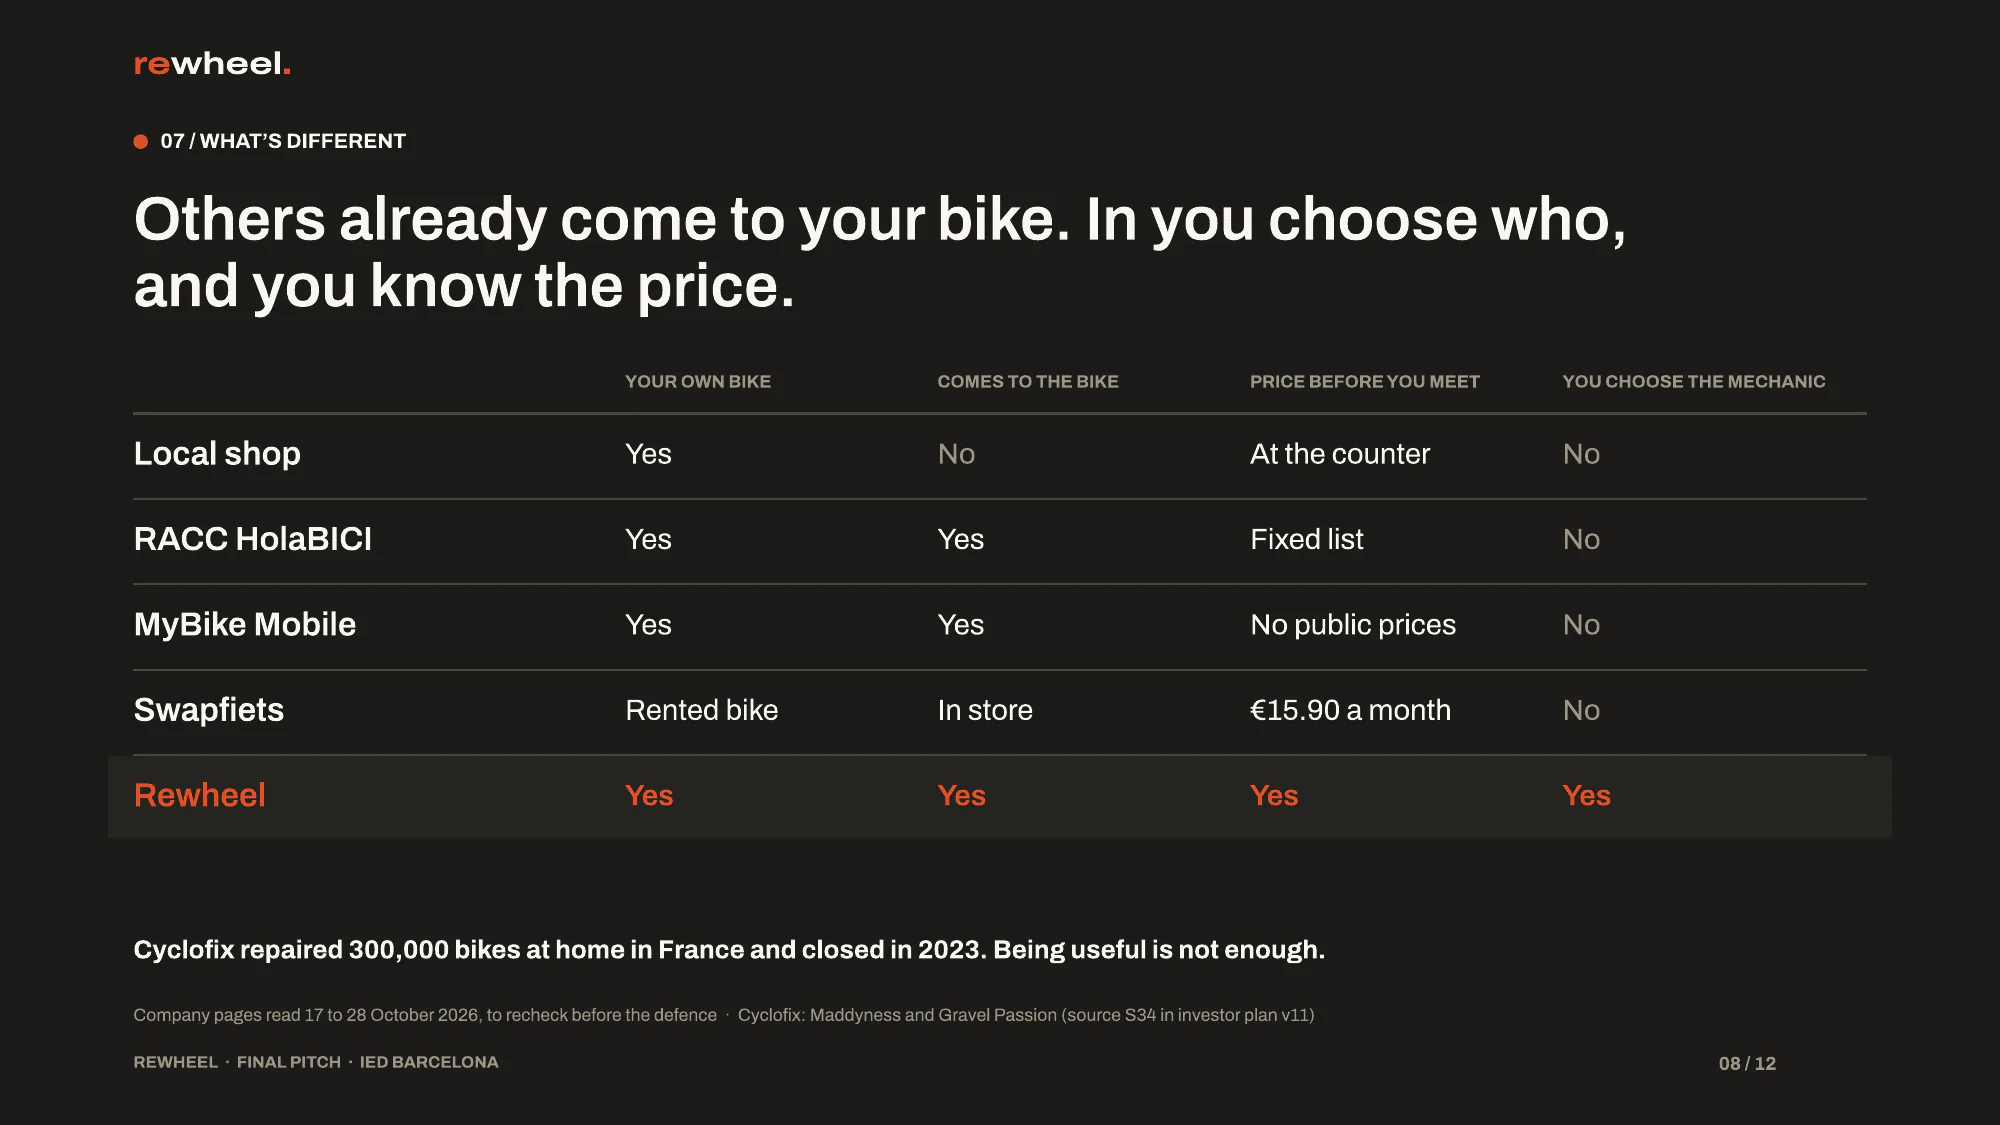 rewheel.
07 / WHAT'S DIFFERENT
Others already come to your bike. In you choose who,
and you know the price.
YOUR OWN BIKE COMES TO THE BIKE PRICE BEFORE YOU MEET YOU CHOOSE THE MECHANIC
Local shop Yes No At the counter No
RACC HolaBICI Yes Yes Fixed list No
MyBike Mobile Yes Yes No public prices No
Swapfiets Rented bike In store €15.90 a month No
Rewheel Yes Yes Yes Yes
Cyclofix repaired 300,000 bikes at home in France and closed in 2023. Being useful is not enough.
Company pages read 17 to 28 October 2026, to recheck before the defence · Cyclofix: Maddyness and Gravel Passion (source S34 in investor plan v11)
REWHEEL · FINAL PITCH · IED BARCELONA 08 / 12